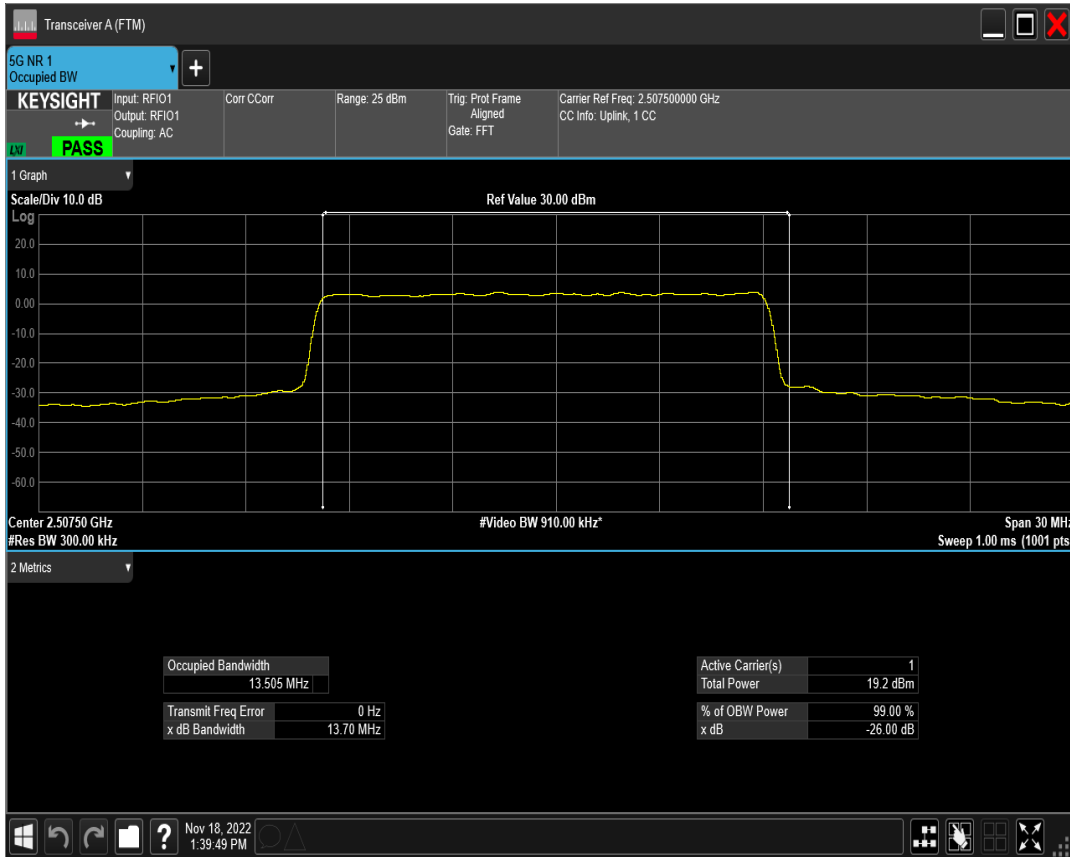 Transceiver A (FTM)
5G NR 1
Occupied BW
+
KEYSIGHT
LXI
PASS
Input: RFIO1
Output: RFIO1
Coupling: AC
Corr CCorr
Range: 25 dBm
Trig: Prot Frame
Aligned
Gate: FFT
Carrier Ref Freq: 2.507500000 GHz
CC Info: Uplink, 1 CC
1 Graph
Scale/Div 10.0 dB
Ref Value 30.00 dBm
Log
20.0
10.0
0.00
-10.0
-20.0
-30.0
-40.0
-50.0
-60.0
Center 2.50750 GHz
#Video BW 910.00 kHz*
Span 30 MHz
#Res BW 300.00 kHz
Sweep 1.00 ms (1001 pts
2 Metrics
Occupied Bandwidth
13.505 MHz
Transmit Freq Error 0 Hz
x dB Bandwidth 13.70 MHz
Active Carrier(s) 1
Total Power 19.2 dBm
% of OBW Power 99.00 %
x dB -26.00 dB
?
Nov 18, 2022
1:39:49 PM